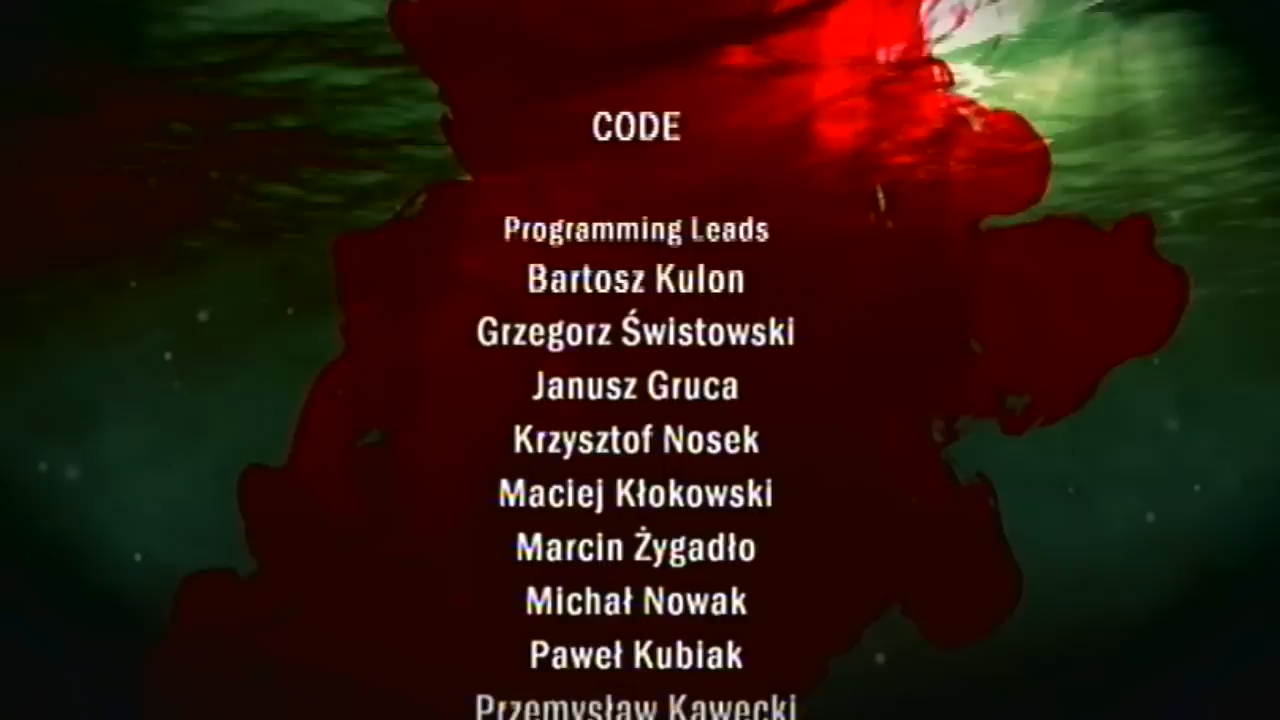 CODE
Programming Leads
Bartosz Kulon
Grzegorz Świstowski
Janusz Gruca
Krzysztof Nosek
Maciej Kłokowski
Marcin Żygadło
Michał Nowak
Paweł Kubiak
Przemysław Kawecki